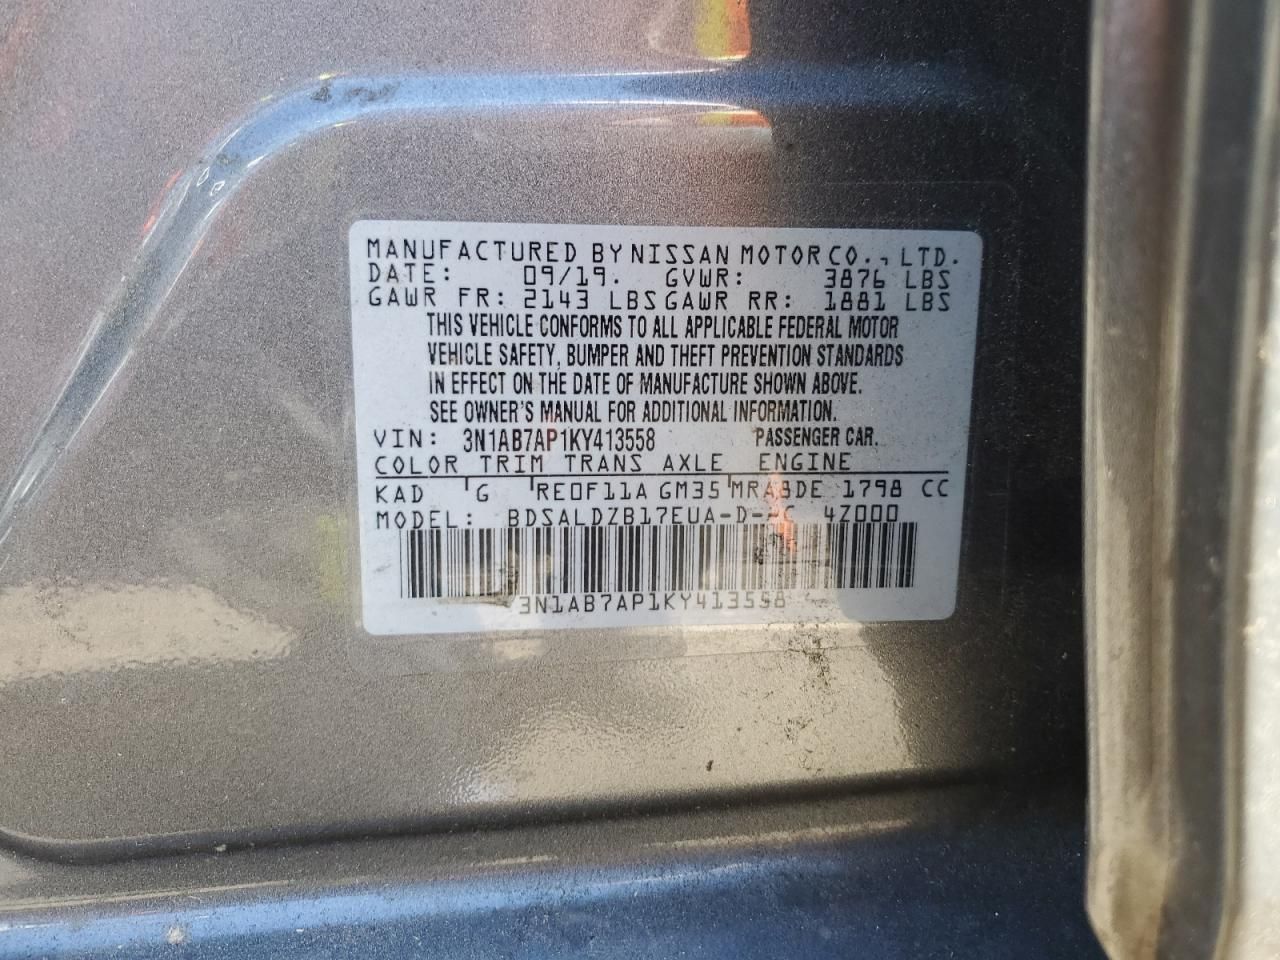 MANUFACTURED BY NISSAN MOTOR CO., LTD.
DATE: 09/19. GVWR: 3876 LBS
GAWR FR: 2143 LBS GAWR RR: 1881 LBS
THIS VEHICLE CONFORMS TO ALL APPLICABLE FEDERAL MOTOR
VEHICLE SAFETY, BUMPER AND THEFT PREVENTION STANDARDS
IN EFFECT ON THE DATE OF MANUFACTURE SHOWN ABOVE.
SEE OWNER'S MANUAL FOR ADDITIONAL INFORMATION.
VIN: 3N1AB7AP1KY413558 PASSENGER CAR.
COLOR TRIM TRANS AXLE ENGINE
KAD G RE0F11A GM35 MRA8DE 1798 CC
MODEL: BDSALDZB17EUA-D--C 4Z000
3N1AB7AP1KY413558